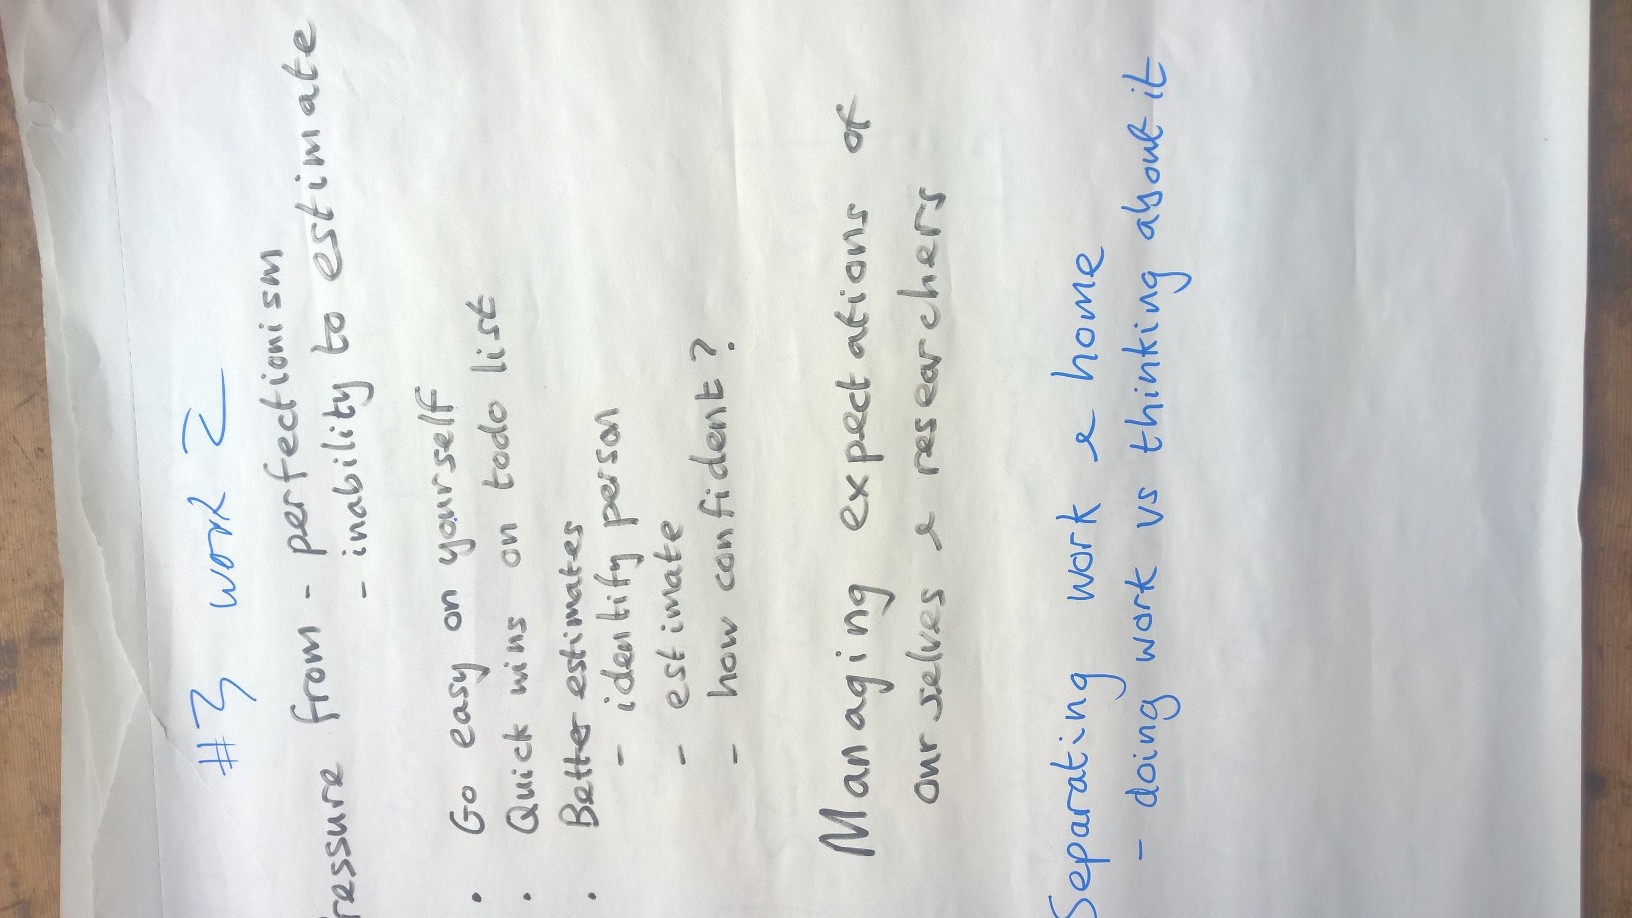 #3 work 2
ressure from - perfectionism
- inability to estimate
. Go easy on yourself
. Quick wins on todo list
. Better estimates
- identify person
- estimate
- how confident?
Managing expectations of
ourselves & researchers
Separating work & home
- doing work vs thinking about it